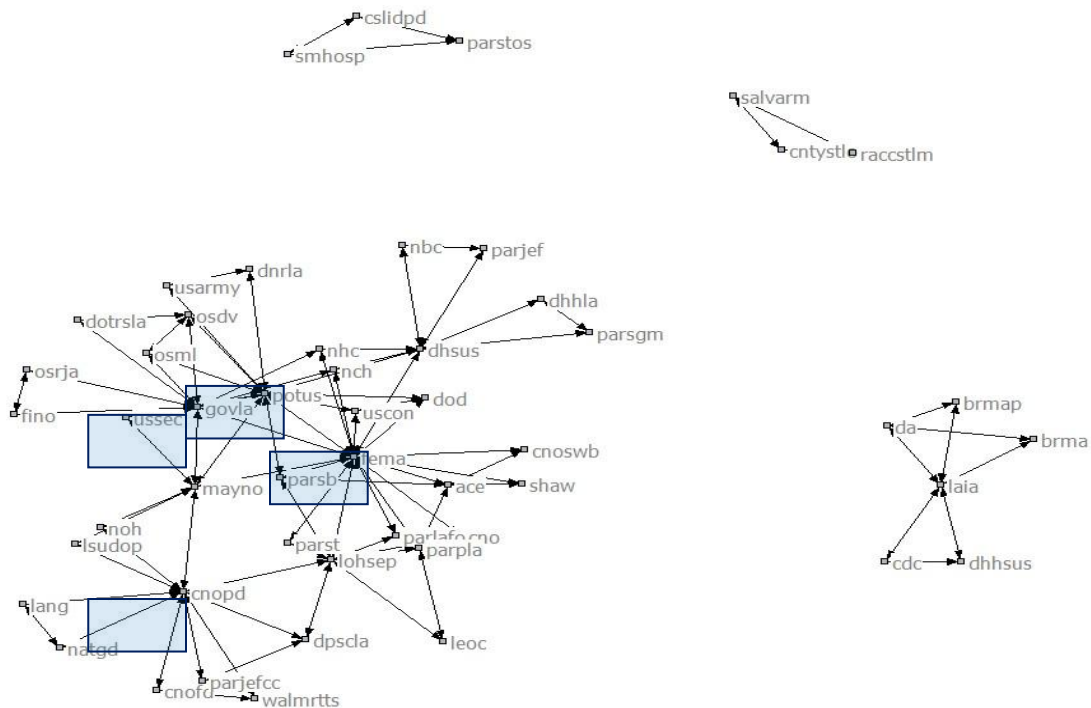 cslidpd
parstos
smhosp
salvarm
cntystl
raccstlm
nbc
parjef
dnrla
usarmy
dhhla
osdv
dotrsla
parsgm
nhc
dhsus
osml
osrja
nch
potus
dod
brmap
govla
uscon
fino
ussec
da
brma
cnoswb
fema
parsb
mayno
ace
shaw
laia
noh
parlafo
cno
lsudop
parst
parpla
lohsep
cdc
dhhsus
cnopd
lang
dpscla
leoc
natgd
parjefcc
cnofd
walmrtts